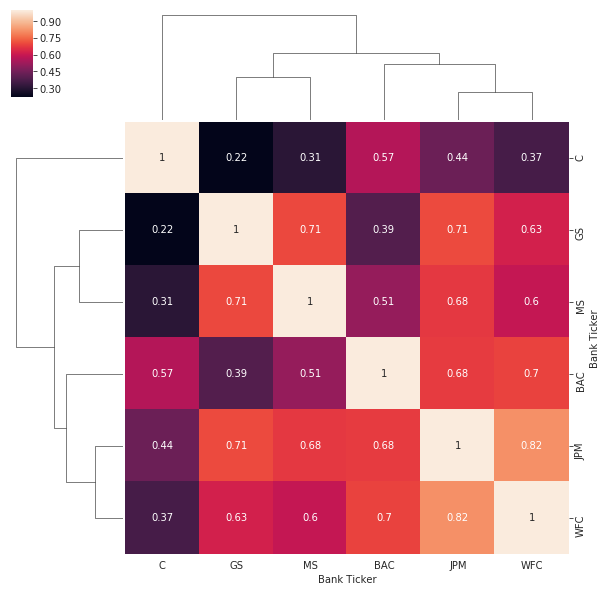 0.90
0.75
0.60
0.45
0.30
1 0.22 0.31 0.57 0.44 0.37 C
0.22 1 0.71 0.39 0.71 0.63 GS
0.31 0.71 1 0.51 0.68 0.6 MS
Bank Ticker
0.57 0.39 0.51 1 0.68 0.7 BAC
0.44 0.71 0.68 0.68 1 0.82 JPM
0.37 0.63 0.6 0.7 0.82 1 WFC
C GS MS BAC JPM WFC
Bank Ticker